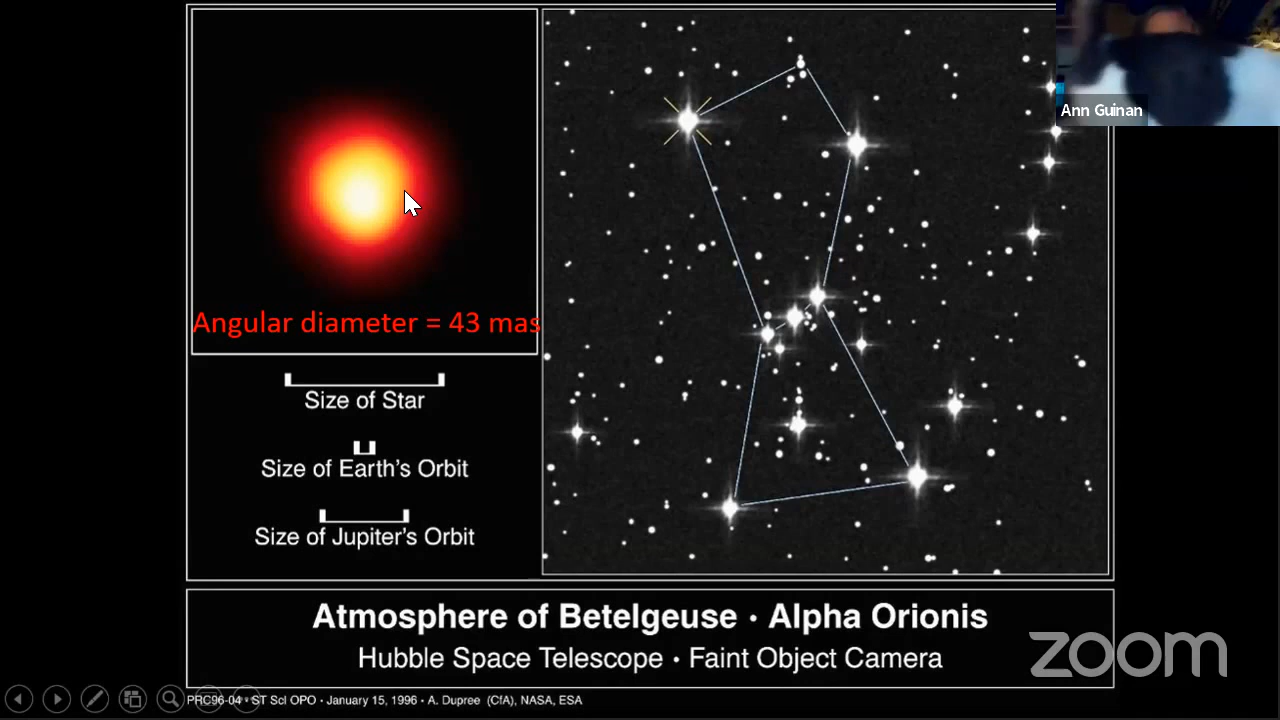 Ann Guinan
Angular diameter = 43 mas
Size of Star
Size of Earth's Orbit
Size of Jupiter's Orbit
Atmosphere of Betelgeuse • Alpha Orionis
Hubble Space Telescope • Faint Object Camera
zoom
PRC96-04 • ST ScI OPO • January 15, 1996 • A. Dupree (CfA), NASA, ESA